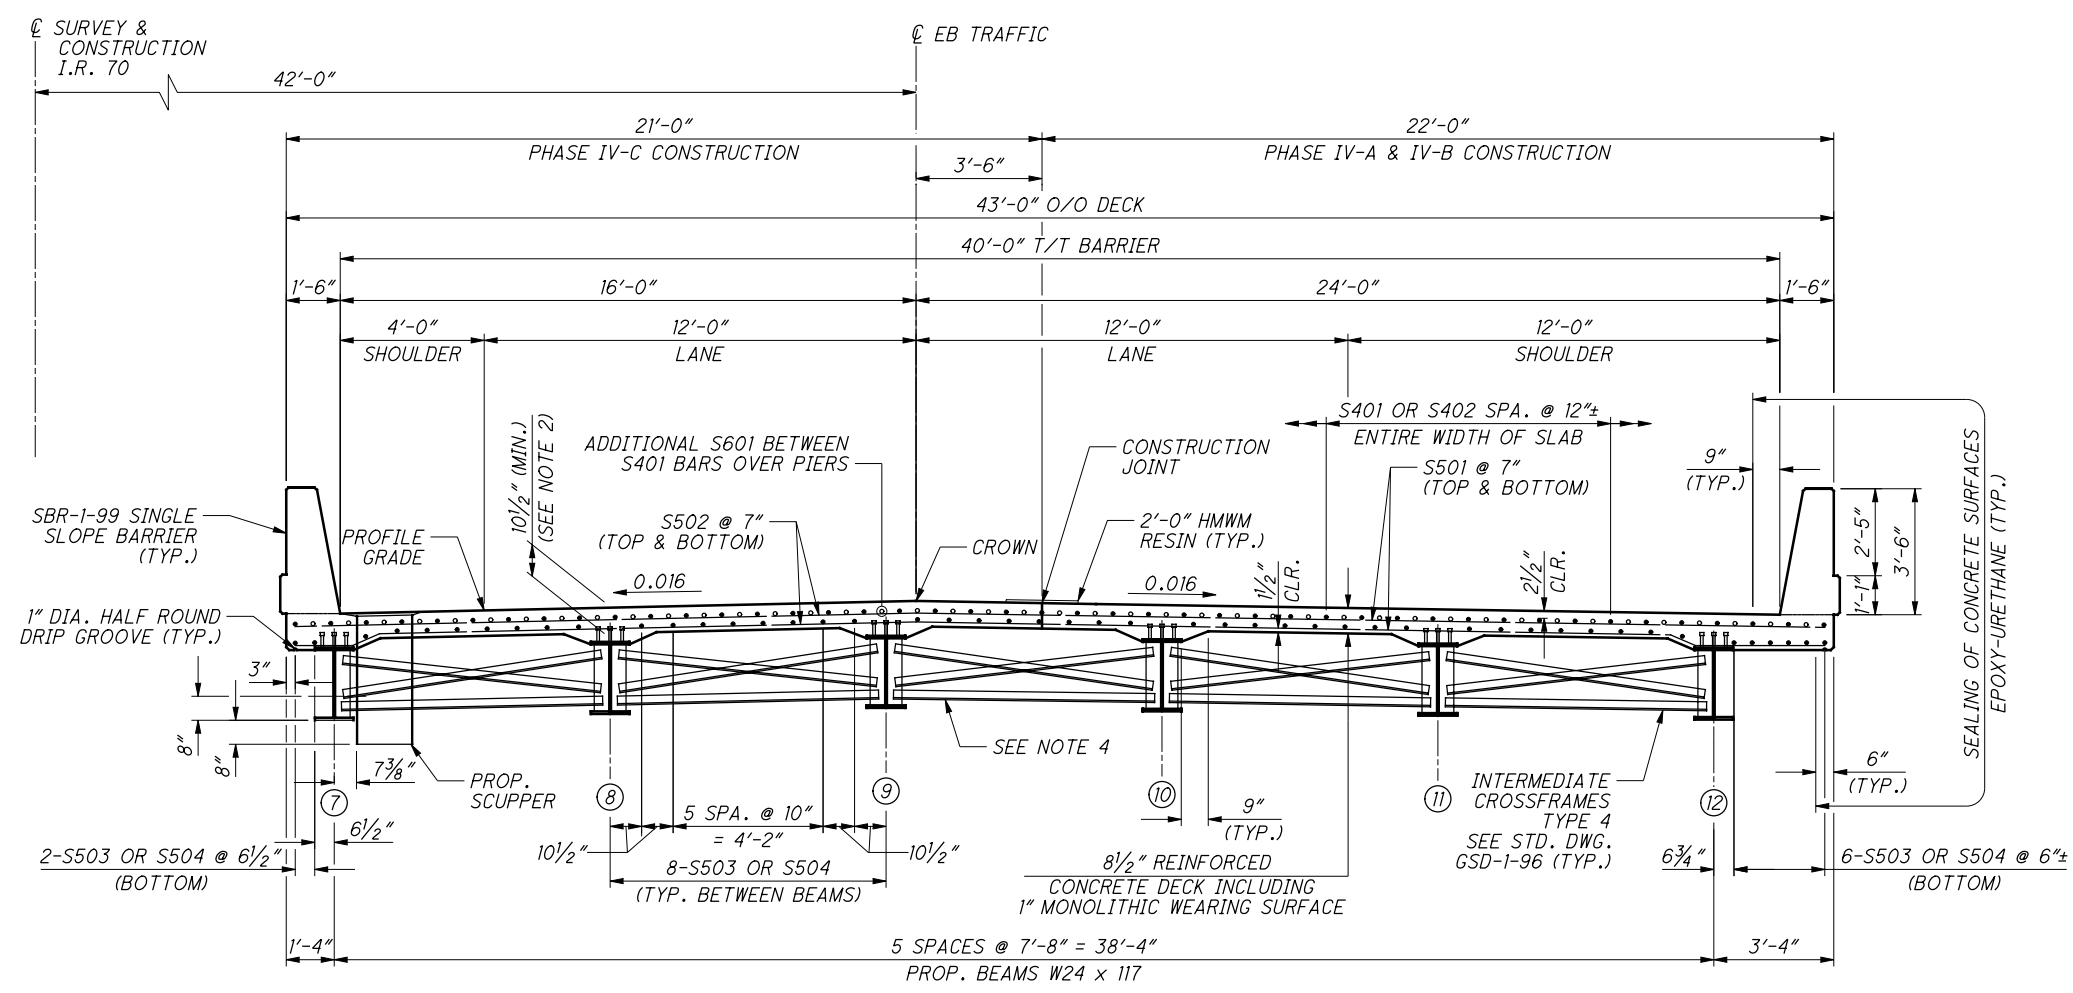 ℄ SURVEY &
CONSTRUCTION
I.R. 70
℄ EB TRAFFIC
42'-0"
21'-0"
PHASE IV-C CONSTRUCTION
22'-0"
PHASE IV-A & IV-B CONSTRUCTION
3'-6"
43'-0" O/O DECK
40'-0" T/T BARRIER
1'-6"
16'-0"
24'-0"
1'-6"
4'-0"
SHOULDER
12'-0"
LANE
12'-0"
LANE
12'-0"
SHOULDER
S401 OR S402 SPA. @ 12"±
ENTIRE WIDTH OF SLAB
10½" (MIN.)
(SEE NOTE 2)
ADDITIONAL S601 BETWEEN
S401 BARS OVER PIERS
CONSTRUCTION
JOINT
S501 @ 7"
(TOP & BOTTOM)
9"
(TYP.)
SEALING OF CONCRETE SURFACES
EPOXY-URETHANE (TYP.)
SBR-1-99 SINGLE
SLOPE BARRIER
(TYP.)
PROFILE
GRADE
S502 @ 7"
(TOP & BOTTOM)
2'-0" HMWM
RESIN (TYP.)
CROWN
0.016
0.016
1½"
CLR.
2½"
CLR.
2'-5"
1'-1"
3'-6"
1" DIA. HALF ROUND
DRIP GROOVE (TYP.)
3"
8"
8"
7⅜"
PROP.
SCUPPER
SEE NOTE 4
INTERMEDIATE
CROSSFRAMES
TYPE 4
SEE STD. DWG.
GSD-1-96 (TYP.)
6"
(TYP.)
7
8
9
10
11
12
6½"
5 SPA. @ 10"
= 4'-2"
10½"
10½"
9"
(TYP.)
2-S503 OR S504 @ 6½"
(BOTTOM)
8-S503 OR S504
(TYP. BETWEEN BEAMS)
8½" REINFORCED
CONCRETE DECK INCLUDING
1" MONOLITHIC WEARING SURFACE
6¾"
6-S503 OR S504 @ 6"±
(BOTTOM)
1'-4"
5 SPACES @ 7'-8" = 38'-4"
PROP. BEAMS W24 x 117
3'-4"